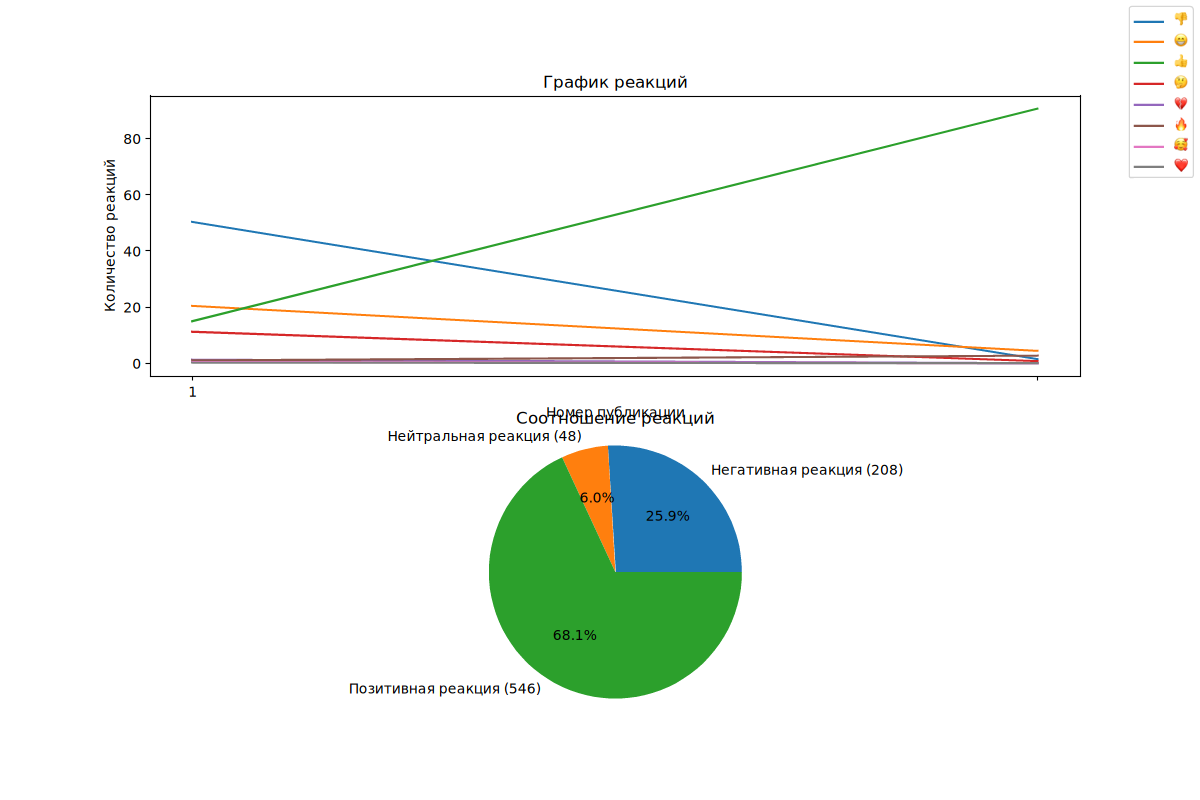 👎
😁
👍
🤔
💔
🔥
🥰
❤️
График реакций
Количество реакций
80
60
40
20
0
1
Номер публикации
Соотношение реакций
Нейтральная реакция (48)
Негативная реакция (208)
6.0%
25.9%
68.1%
Позитивная реакция (546)